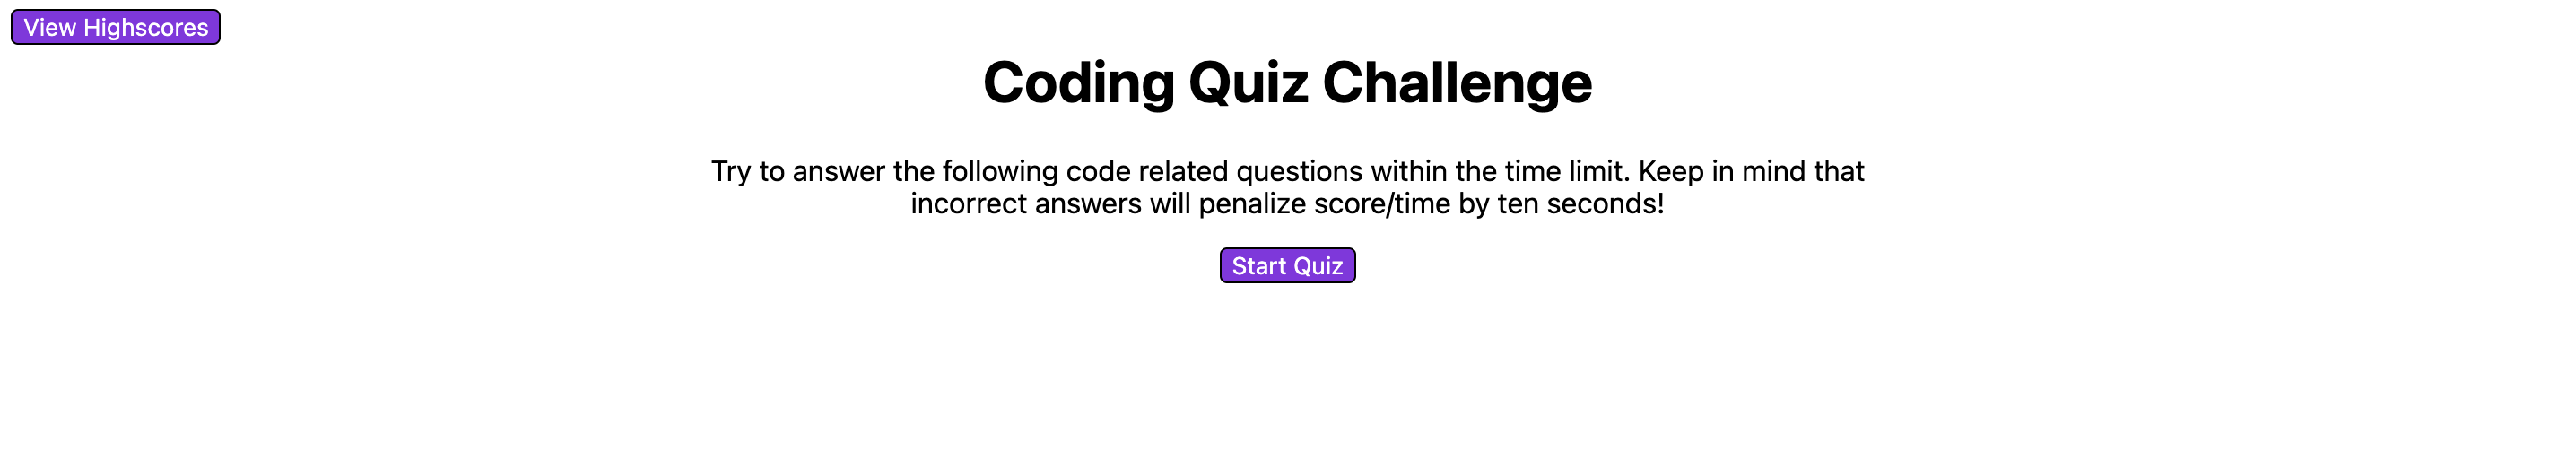 View Highscores
Coding Quiz Challenge
Try to answer the following code related questions within the time limit. Keep in mind that
incorrect answers will penalize score/time by ten seconds!
Start Quiz